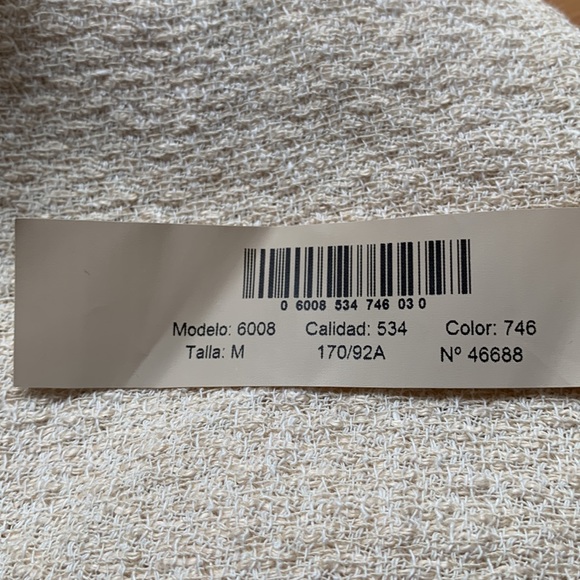 0 6008 534 746 03 0
Modelo: 6008 Calidad: 534 Color: 746
Talla: M 170/92A Nº 46688